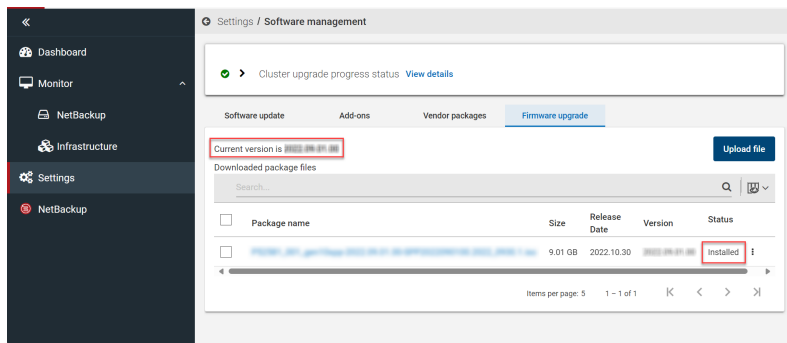 Settings / Software management
Dashboard
Monitor
NetBackup
Infrastructure
Settings
NetBackup
Cluster upgrade progress status View details
Software update Add-ons Vendor packages Firmware upgrade
Current version is
Upload file
Downloaded package files
Search...
Package name Size Release Date Version Status
9.01 GB 2022.10.30 Installed
Items per page: 5 1 – 1 of 1